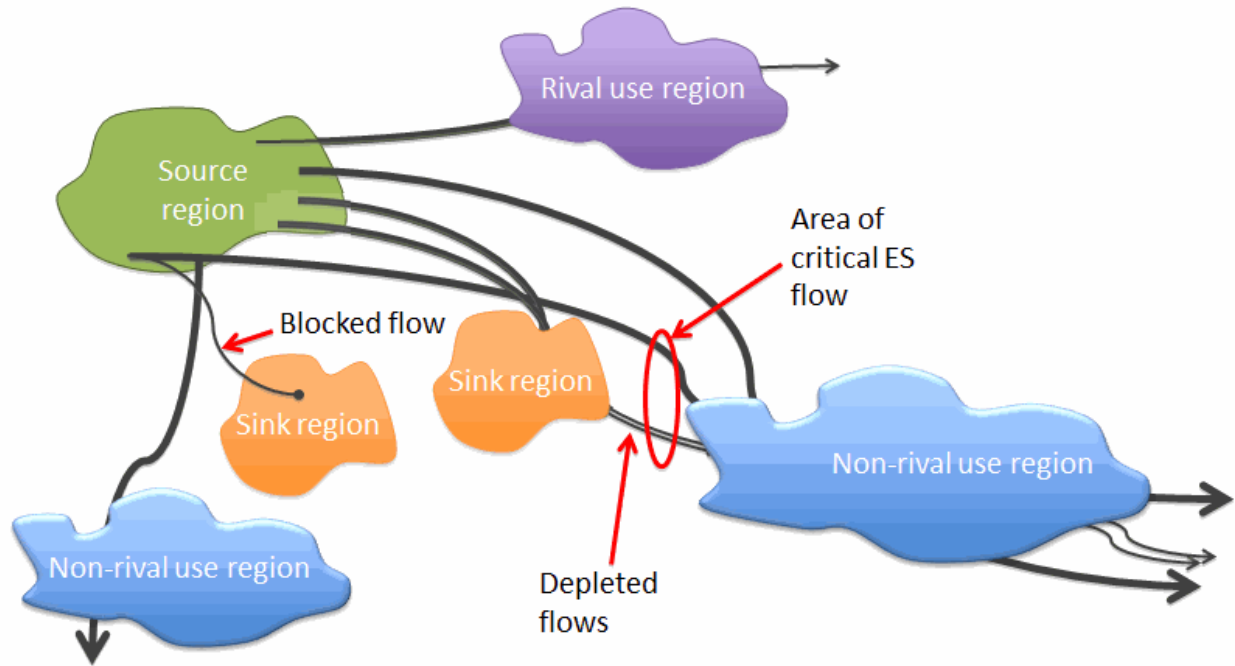 Rival use region
Source
region
Area of
critical ES
flow
Blocked flow
Sink region
Sink region
Non-rival use region
Non-rival use region
Depleted
flows